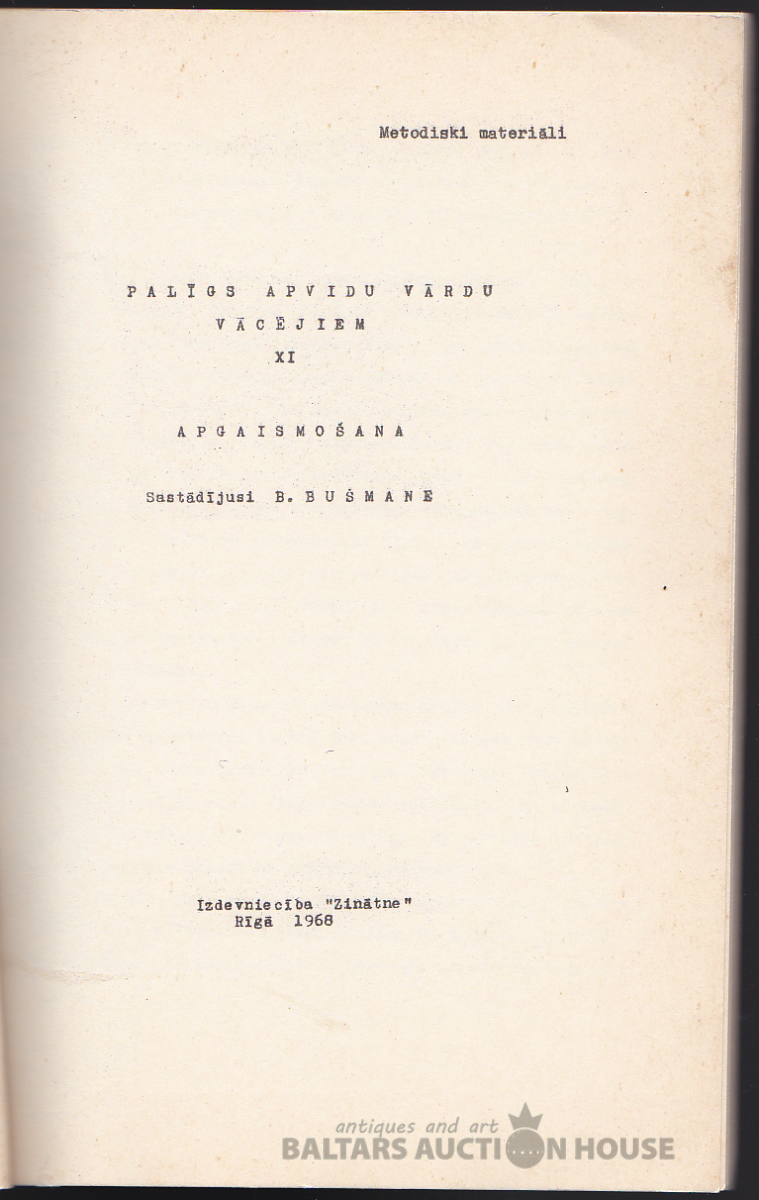 Metodiski materiāli
PALĪGS APVIDU VĀRDU
VĀCĒJIEM
XI
APGAISMOŠANA
Sastādījusi B. BUŠMANE
Izdevniecība "Zinātne"
Rīgā 1968
antiques and art
BALTARS AUCTION HOUSE